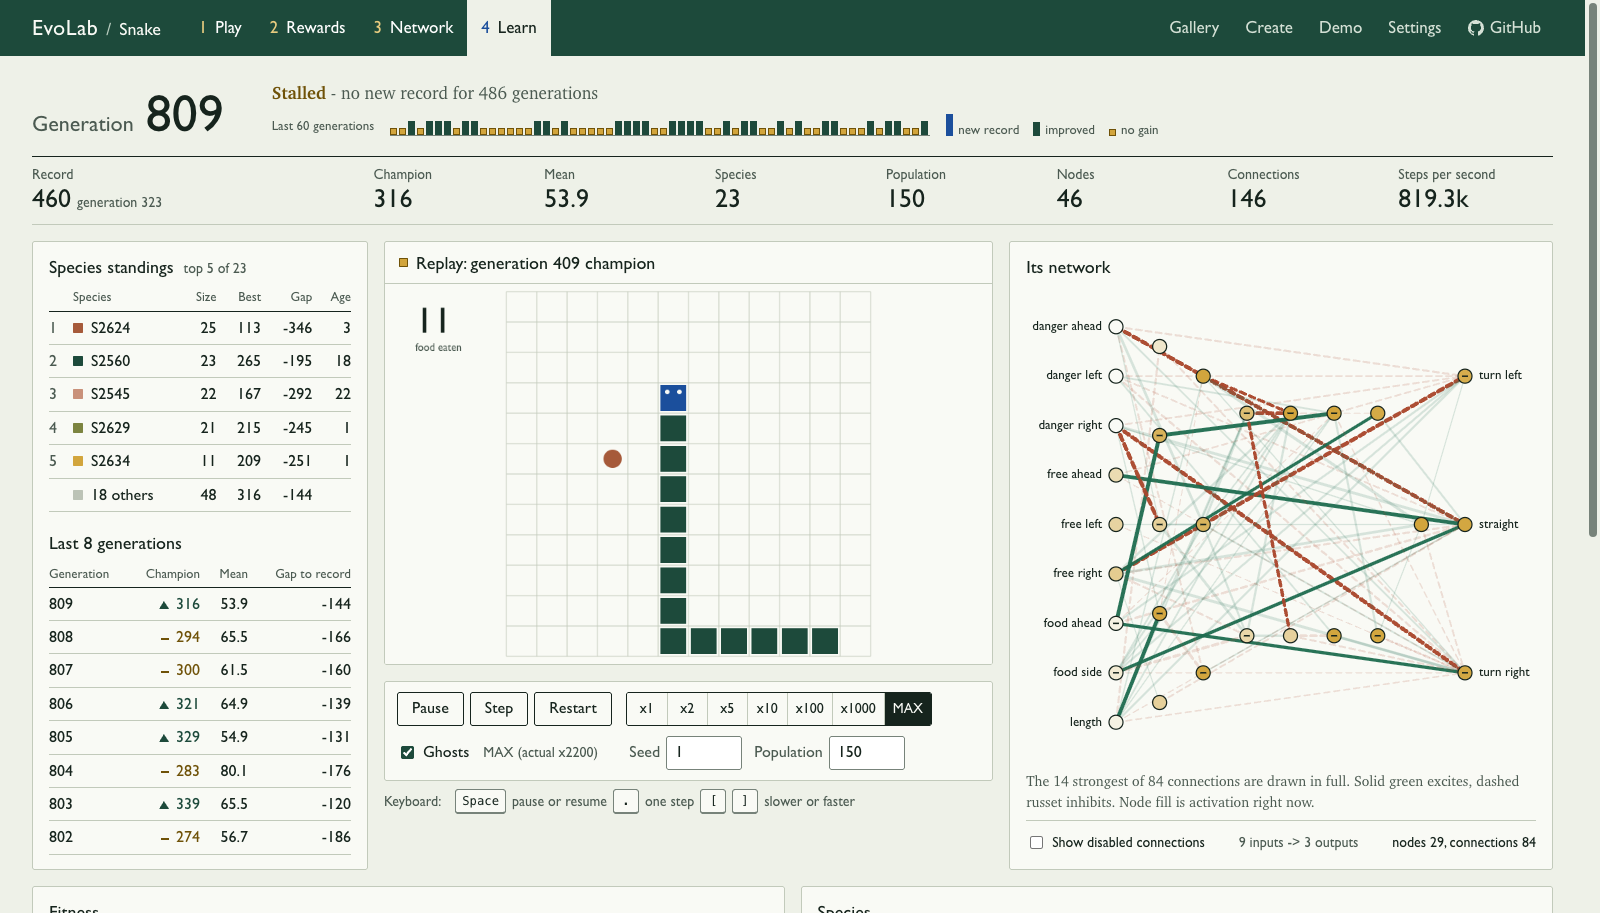 EvoLab / Snake 1 Play 2 Rewards 3 Network 4 Learn Gallery Create Demo Settings GitHub
Generation 809
Stalled - no new record for 486 generations
Last 60 generations new record improved no gain
Record Champion Mean Species Population Nodes Connections Steps per second
460 generation 323 316 53.9 23 150 46 146 819.3k
Species standings top 5 of 23
Species Size Best Gap Age
1 S2624 25 113 -346 3
2 S2560 23 265 -195 18
3 S2545 22 167 -292 22
4 S2629 21 215 -245 1
5 S2634 11 209 -251 1
18 others 48 316 -144
Last 8 generations
Generation Champion Mean Gap to record
809 ▲ 316 53.9 -144
808 – 294 65.5 -166
807 – 300 61.5 -160
806 ▲ 321 64.9 -139
805 ▲ 329 54.9 -131
804 – 283 80.1 -176
803 ▲ 339 65.5 -120
802 – 274 56.7 -186
Replay: generation 409 champion
11
food eaten
Pause Step Restart x1 x2 x5 x10 x100 x1000 MAX
Ghosts MAX (actual x2200) Seed 1 Population 150
Keyboard: Space pause or resume . one step [ ] slower or faster
Its network
danger ahead
danger left
danger right
free ahead
free left
free right
food ahead
food side
length
turn left
straight
turn right
The 14 strongest of 84 connections are drawn in full. Solid green excites, dashed
russet inhibits. Node fill is activation right now.
Show disabled connections 9 inputs -> 3 outputs nodes 29, connections 84
Fitness
Species